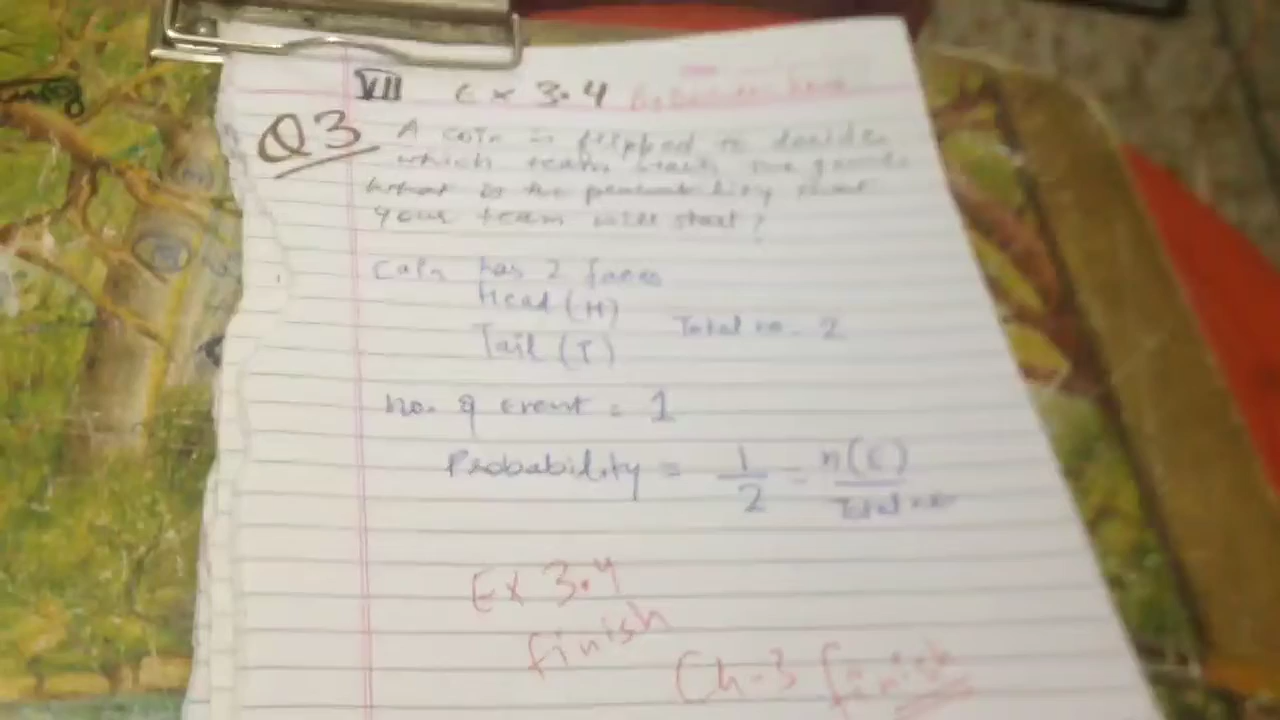 VII Ex 3.4
Q3 A coin is flipped to decide
which team starts the game.
What is the probability that
your team will start?
Coin has 2 faces
Head (H)
Tail (T) Total no. 2
no. of event = 1
Probability = 1/2 = n(E)/Total no
Ex 3.4
finish
Ch-3 finish